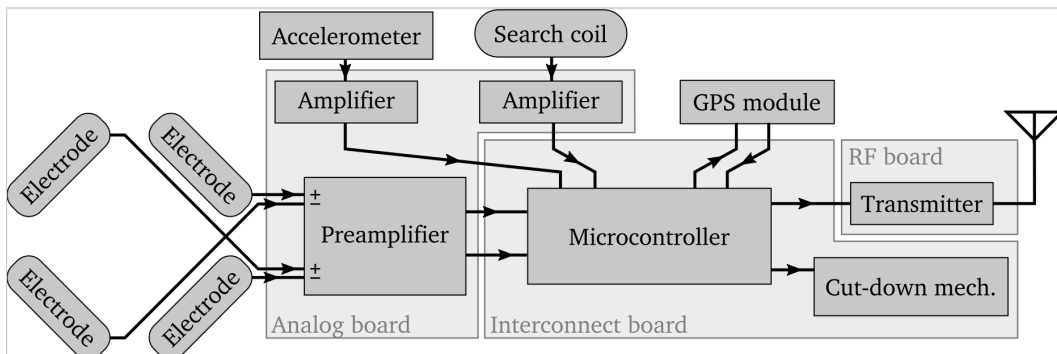 Accelerometer
Search coil
Amplifier
Amplifier
GPS module
Electrode
Electrode
RF board
±
Preamplifier
Microcontroller
Transmitter
±
Electrode
Electrode
Cut-down mech.
Analog board
Interconnect board